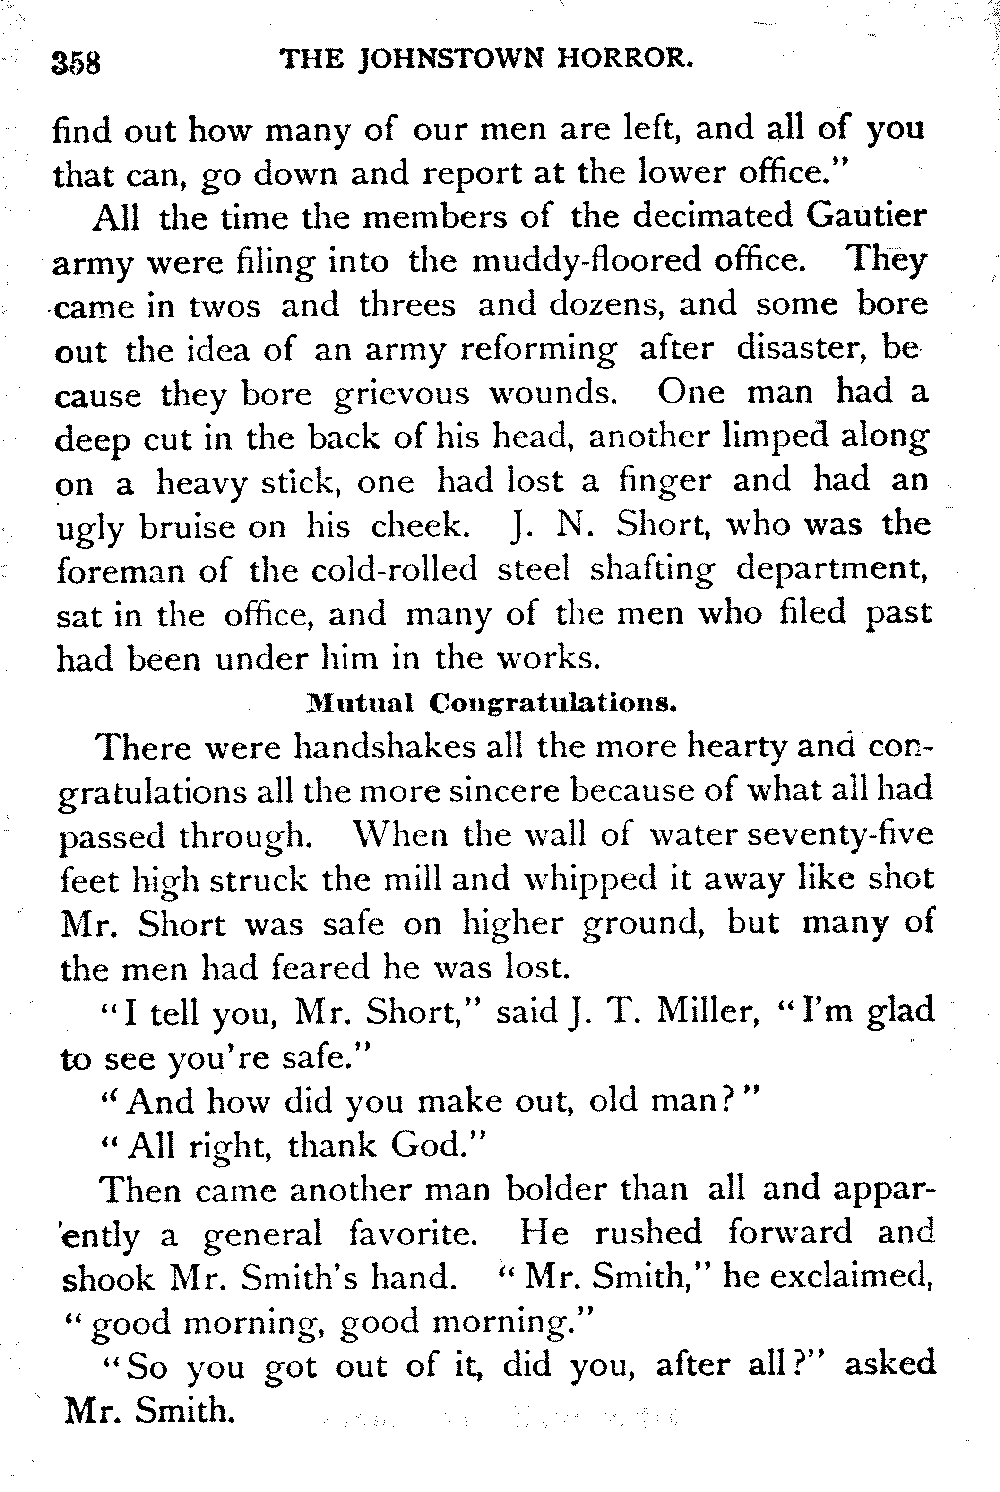 358 THE JOHNSTOWN HORROR.
find out how many of our men are left, and all of you
that can, go down and report at the lower office."
All the time the members of the decimated Gautier
army were filing into the muddy-floored office. They
came in twos and threes and dozens, and some bore
out the idea of an army reforming after disaster, be
cause they bore grievous wounds. One man had a
deep cut in the back of his head, another limped along
on a heavy stick, one had lost a finger and had an
ugly bruise on his cheek. J. N. Short, who was the
foreman of the cold-rolled steel shafting department,
sat in the office, and many of the men who filed past
had been under him in the works.
Mutual Congratulations.
There were handshakes all the more hearty and con-
gratulations all the more sincere because of what all had
passed through. When the wall of water seventy-five
feet high struck the mill and whipped it away like shot
Mr. Short was safe on higher ground, but many of
the men had feared he was lost.
"I tell you, Mr. Short," said J. T. Miller, "I'm glad
to see you're safe."
"And how did you make out, old man?"
"All right, thank God."
Then came another man bolder than all and appar-
ently a general favorite. He rushed forward and
shook Mr. Smith's hand. "Mr. Smith," he exclaimed,
"good morning, good morning."
"So you got out of it, did you, after all?" asked
Mr. Smith.